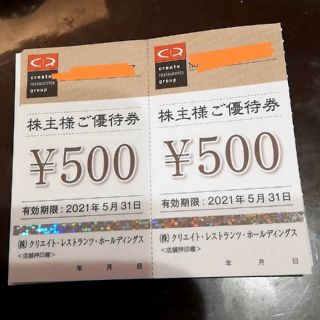 create
restaurants
group
株主様ご優待券
¥500
有効期限：2021年5月31日
(株)クリエイト・レストランツ・ホールディングス
<店舗押印欄>
年 月 日
create
restaurants
group
No
株主様ご優待券
¥500
有効期限：2021年5月31日
(株)クリエイト・レストランツ・ホールディングス
<店舗押印欄>
年 月 日